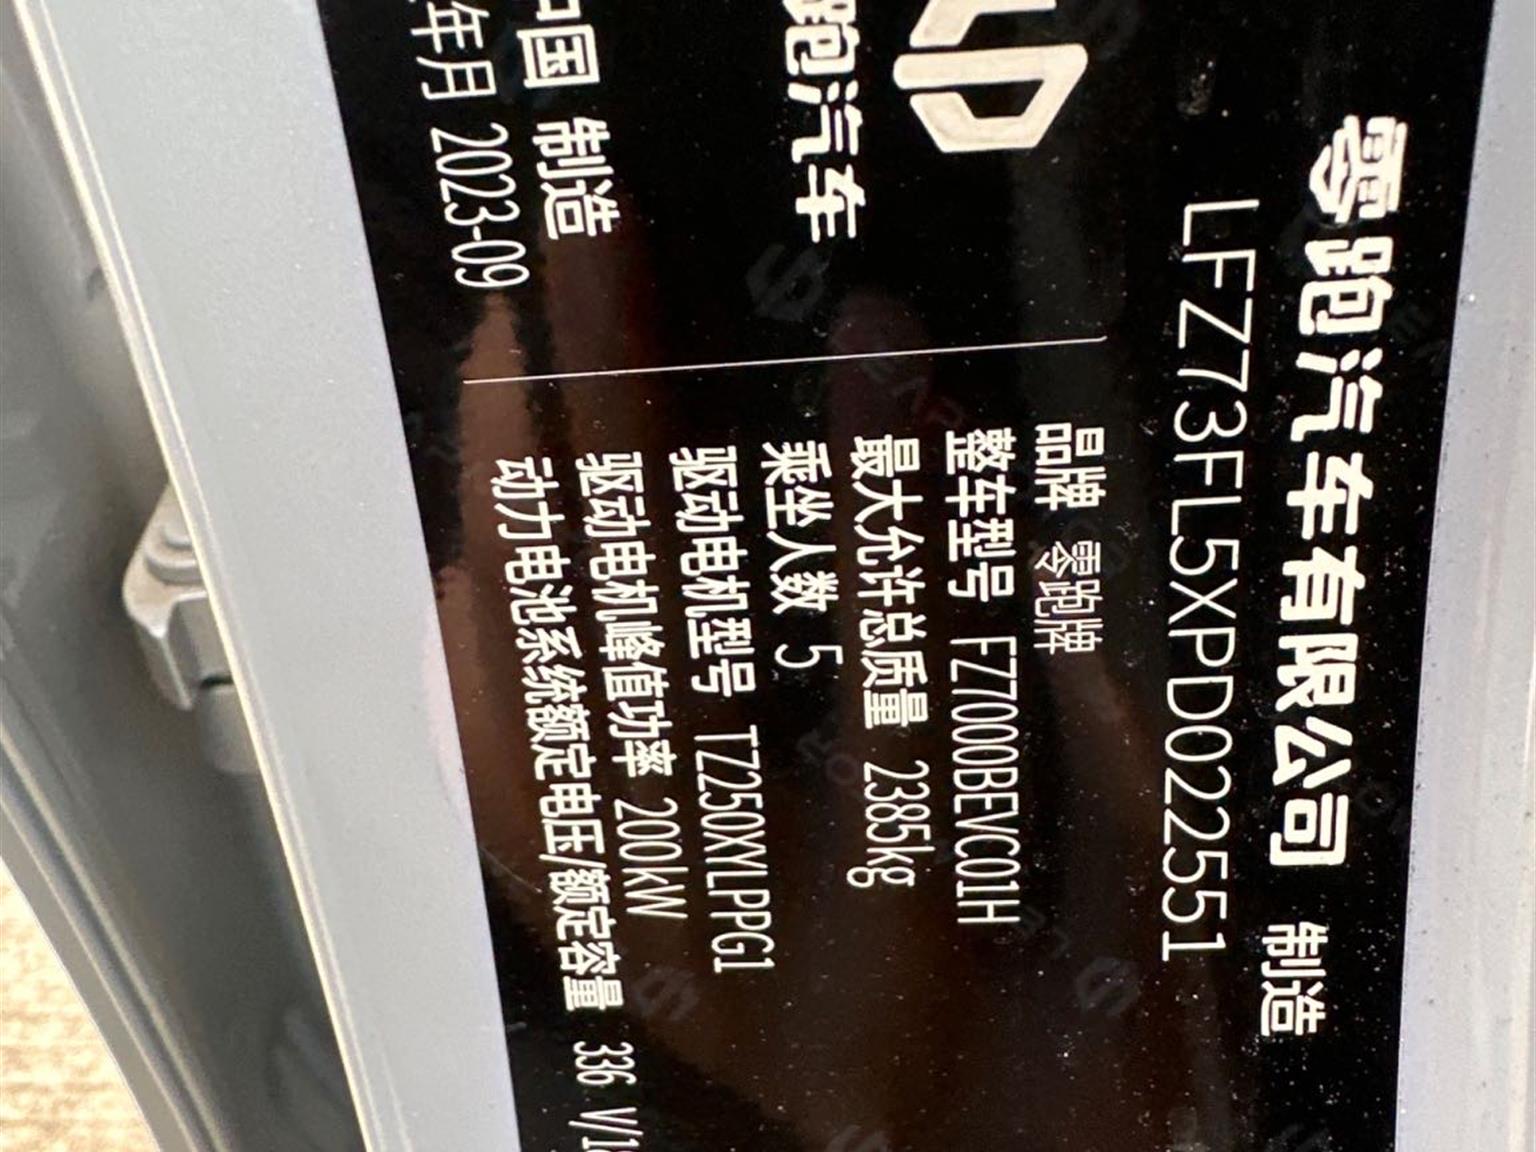 零跑汽车有限公司 制造
LFZ73FL5XPD022551
跑汽车
中国 制造
年月 2023-09
品牌 零跑牌
整车型号 FZ7000BEVC01H
最大允许总质量 2385kg
乘坐人数 5
驱动电机型号 TZ250XYLPPG1
驱动电机峰值功率 200kW
动力电池系统额定电压/额定容量 336 V/18